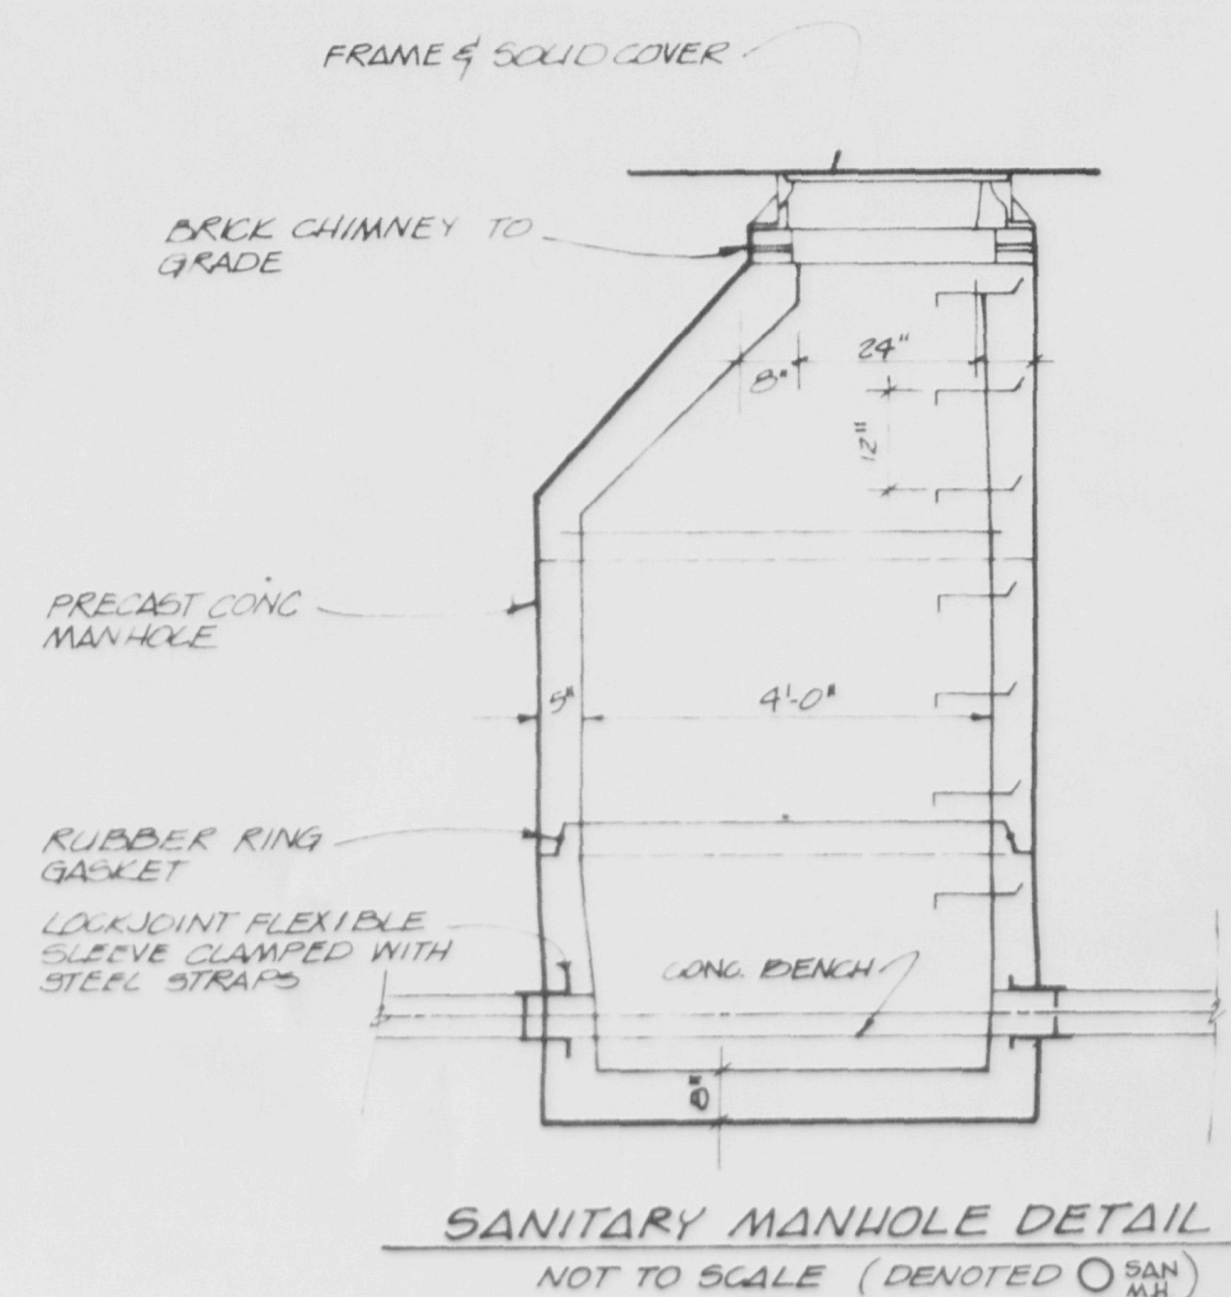 FRAME & SOLID COVER
BRICK CHIMNEY TO
GRADE
24"
8"
12"
PRECAST CONC
MANHOLE
5"
4'-0"
RUBBER RING
GASKET
LOCKJOINT FLEXIBLE
SLEEVE CLAMPED WITH
STEEL STRAPS
CONC. BENCH
8"
SANITARY MANHOLE DETAIL
NOT TO SCALE (DENOTED O SAN
MH)